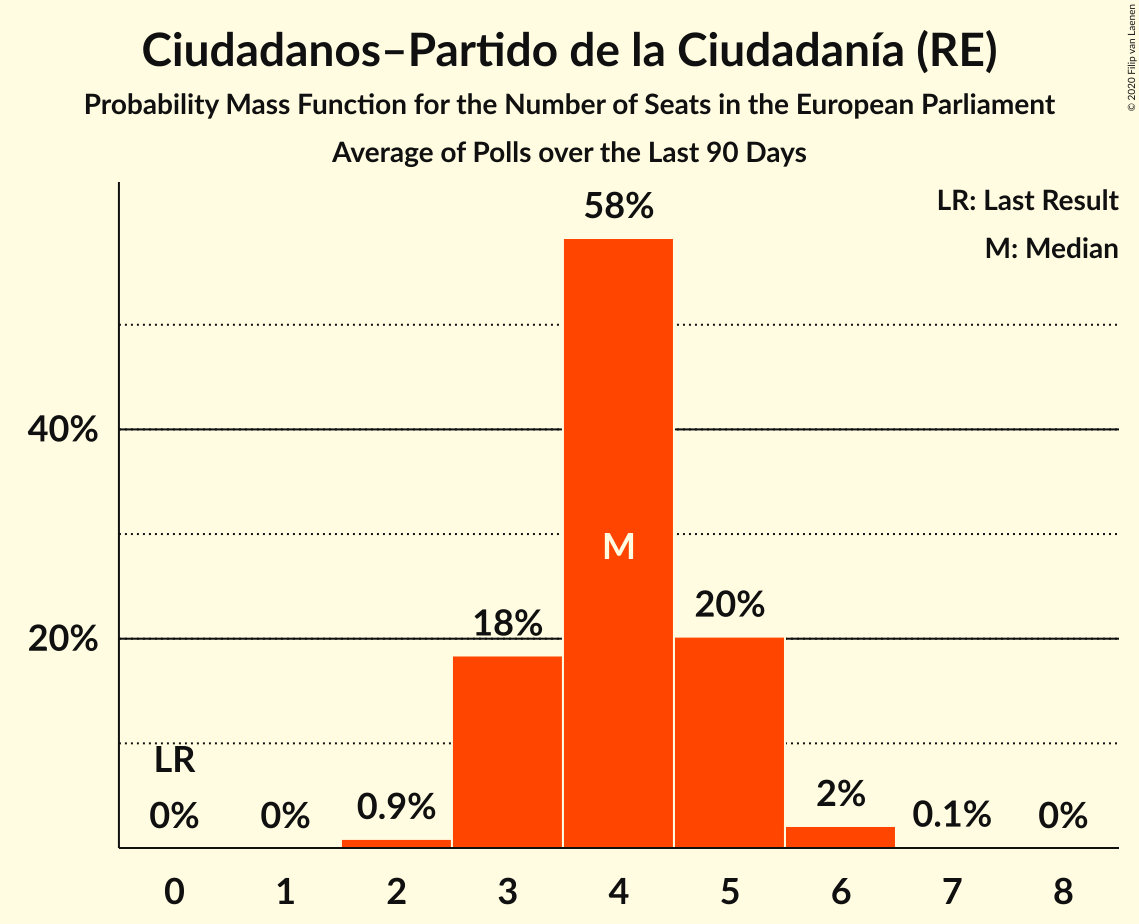 Ciudadanos–Partido de la Ciudadanía (RE)
Probability Mass Function for the Number of Seats in the European Parliament
Average of Polls over the Last 90 Days
© 2020 Filip van Laenen
LR: Last Result
M: Median
58%
40%
M
20%
18%
20%
LR
0%
0%
0.9%
2%
0.1%
0%
0 1 2 3 4 5 6 7 8